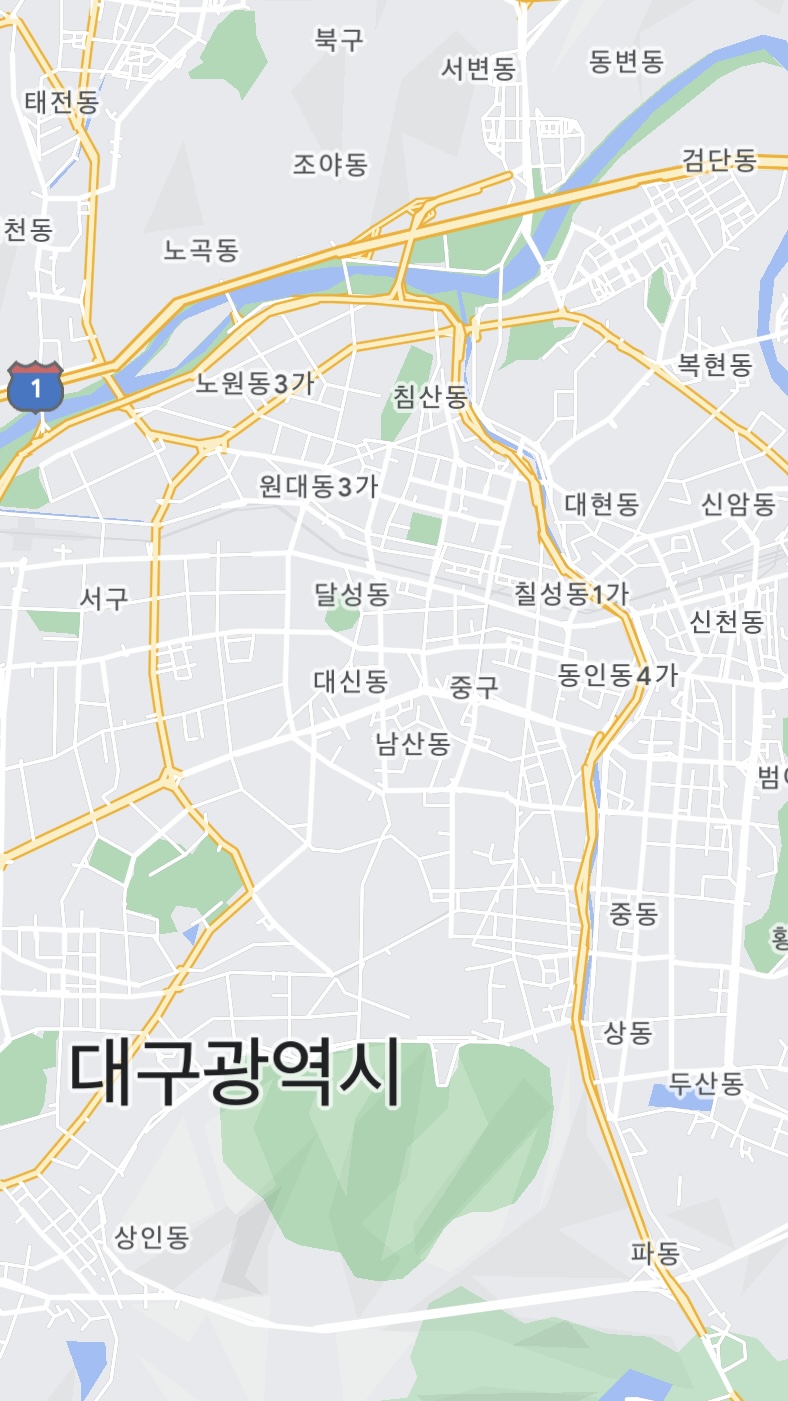 북구
서변동
동변동
태전동
조야동
검단동
천동
노곡동
1
노원동3가
침산동
복현동
원대동3가
대현동
신암동
서구
달성동
칠성동1가
신천동
대신동
중구
동인동4가
남산동
중동
상동
대구광역시
두산동
상인동
파동